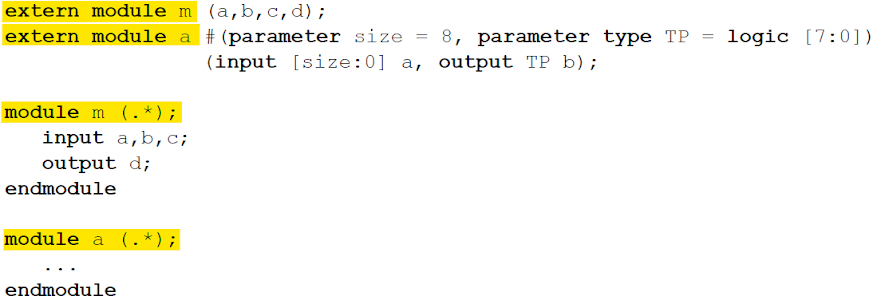 extern module m (a,b,c,d);
extern module a #(parameter size = 8, parameter type TP = logic [7:0])
(input [size:0] a, output TP b);
module m (.*);
input a,b,c;
output d;
endmodule
module a (.*);
...
endmodule